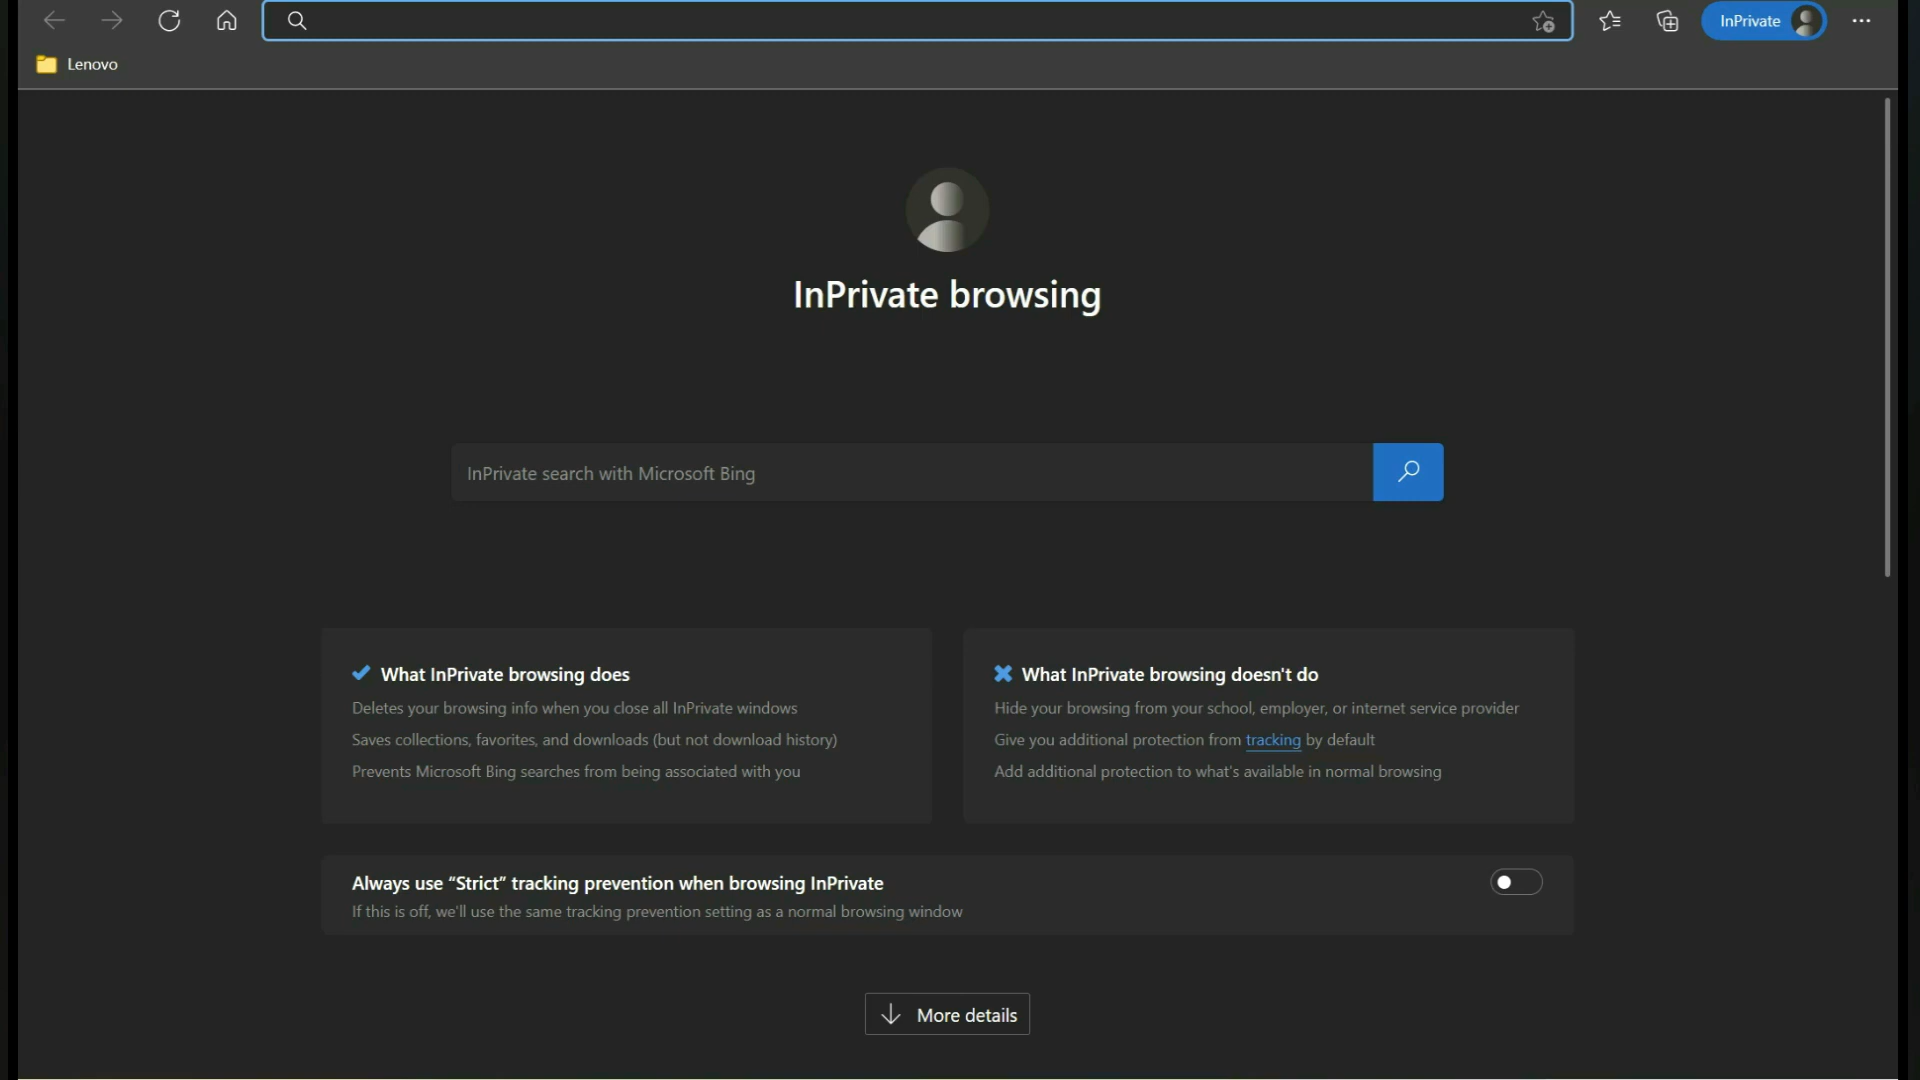 InPrivate
Lenovo
InPrivate browsing
InPrivate search with Microsoft Bing
What InPrivate browsing does
Deletes your browsing info when you close all InPrivate windows
Saves collections, favorites, and downloads (but not download history)
Prevents Microsoft Bing searches from being associated with you
What InPrivate browsing doesn't do
Hide your browsing from your school, employer, or internet service provider
Give you additional protection from tracking by default
Add additional protection to what's available in normal browsing
Always use “Strict” tracking prevention when browsing InPrivate
If this is off, we'll use the same tracking prevention setting as a normal browsing window
More details